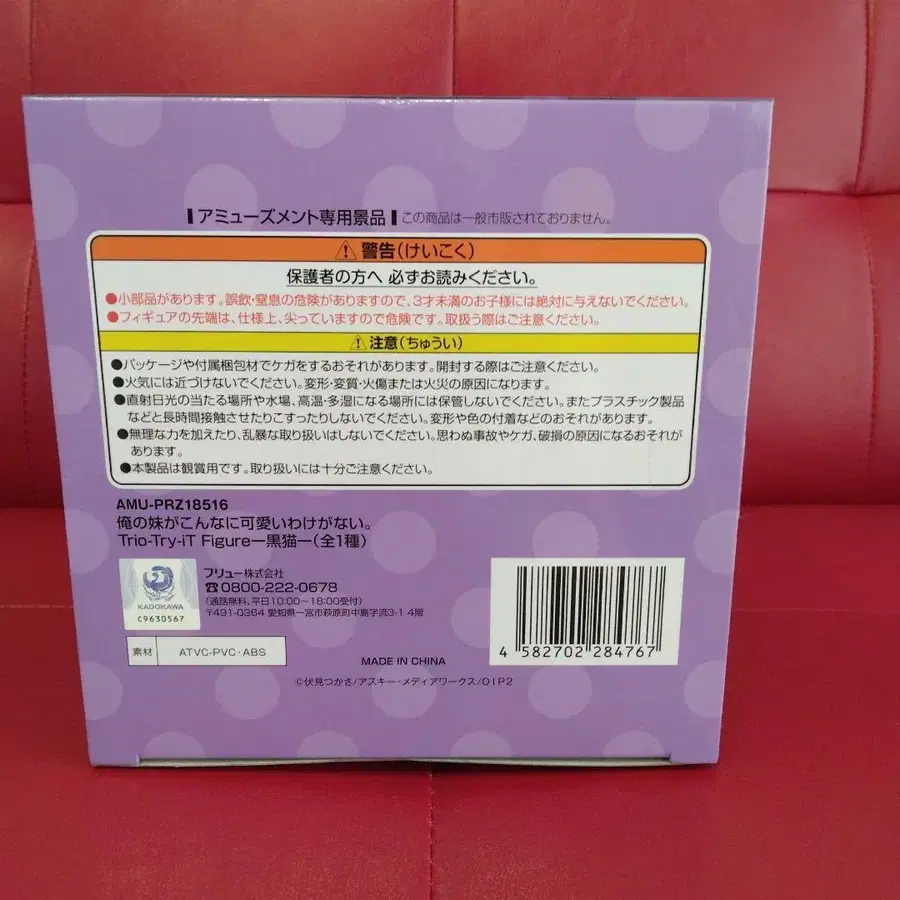 アミューズメント専用景品 この商品は一般市販されておりません。
⚠警告(けいこく)
保護者の方へ 必ずお読みください。
●小部品があります。誤飲・窒息の危険がありますので、3才未満のお子様には絶対に与えないでください。
●フィギュアの先端は、仕様上、尖っていますので危険です。取扱う際はご注意ください。
⚠注意(ちゅうい)
●パッケージや付属梱包材でケガをするおそれがあります。開封する際はご注意ください。
●火気には近づけないでください。変形・変質・火傷または火災の原因になります。
●直射日光の当たる場所や水場、高温・多湿になる場所には保管しないでください。またプラスチック製品
などと長時間接触させたりこすったりしないでください。変形や色の付着などのおそれがあります。
●無理な力を加えたり、乱暴な取り扱いはしないでください。思わぬ事故やケガ、破損の原因になるおそれが
あります。
●本製品は観賞用です。取り扱いには十分ご注意ください。
AMU-PRZ18516
俺の妹がこんなに可愛いわけがない。
Trio-Try-iT Figureー黒猫ー(全1種)
KADOKAWA
C9630567
フリュー株式会社
☎0800-222-0678
(通話無料、平日10:00〜18:00受付)
〒491-0364 愛知県一宮市萩原町中島字流3-1 4階
素材 ATVC-PVC・ABS
MADE IN CHINA
4 582702 284767
©伏見つかさ/アスキー・メディアワークス/OIP2